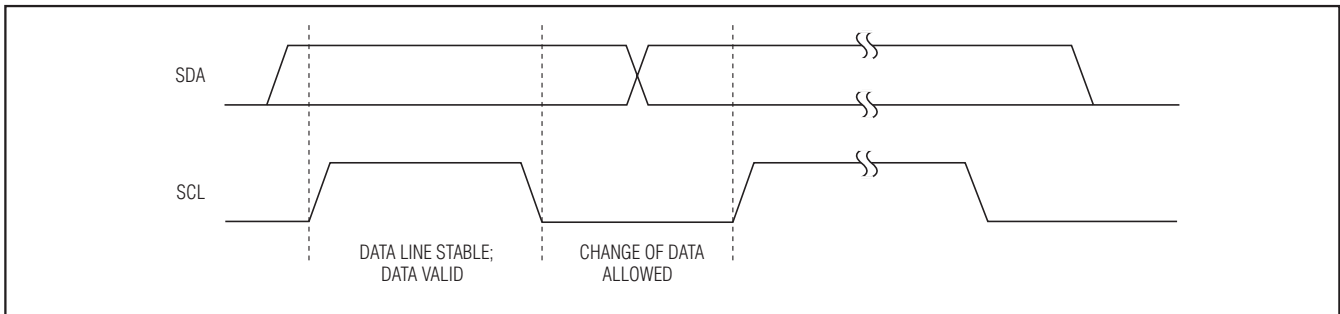 SDA
SCL
DATA LINE STABLE;
DATA VALID
CHANGE OF DATA
ALLOWED